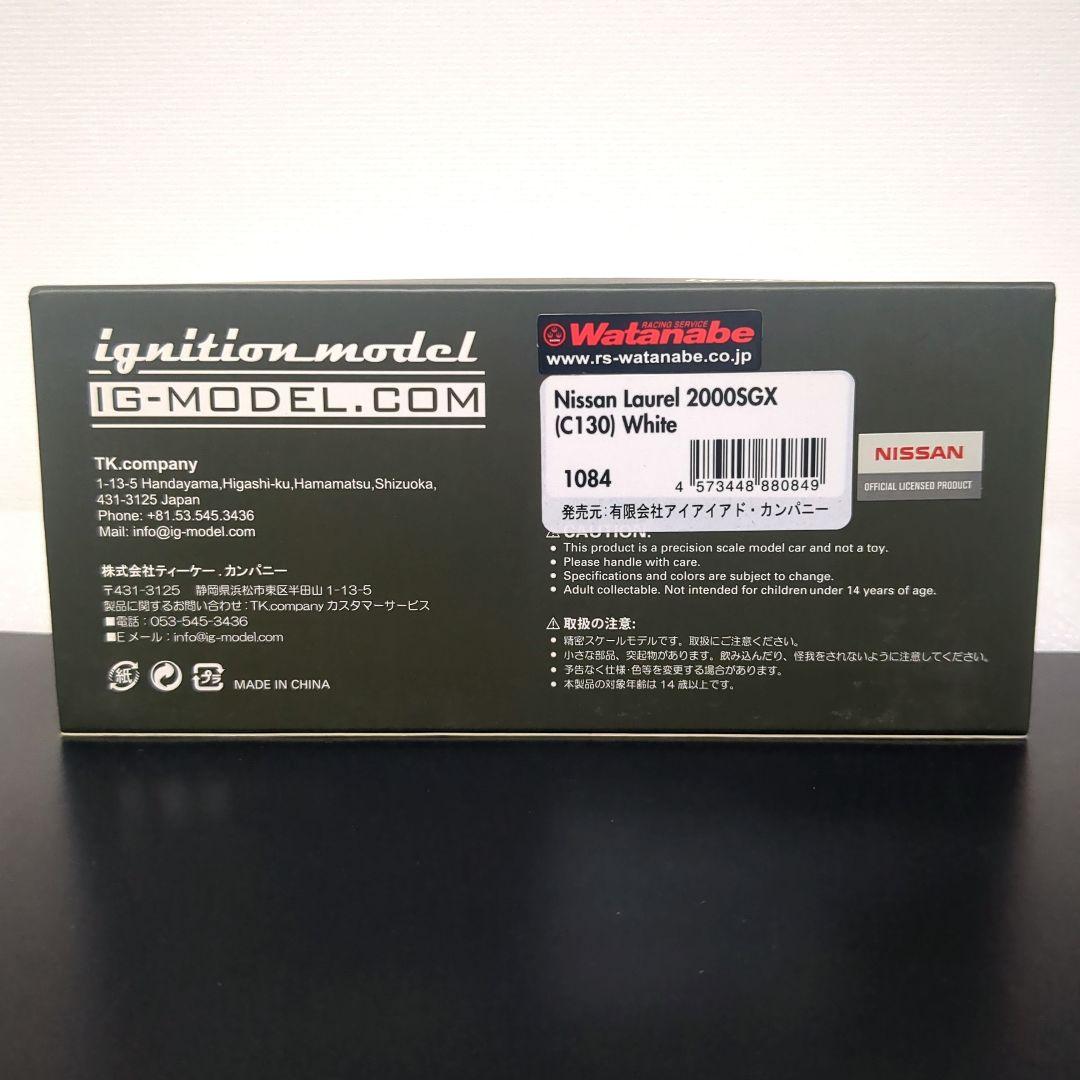 ignition model
IG-MODEL.COM
TK.company
1-13-5 Handayama,Higashi-ku,Hamamatsu,Shizuoka,
431-3125 Japan
Phone: +81.53.545.3436
Mail: info@ig-model.com
株式会社ティーケー.カンパニー
〒431-3125 静岡県浜松市東区半田山1-13-5
製品に関するお問い合わせ:TK.company カスタマーサービス
■電話:053-545-3436
■Eメール:info@ig-model.com
紙
プラ
MADE IN CHINA
RACING SERVICE
Watanabe
www.rs-watanabe.co.jp
Nissan Laurel 2000SGX
(C130) White
1084
4 573448 880849
発売元:有限会社アイアイアド・カンパニー
NISSAN
OFFICIAL LICENSED PRODUCT
⚠CAUTION:
• This product is a precision scale model car and not a toy.
• Please handle with care.
• Specifications and colors are subject to change.
• Adult collectable. Not intended for children under 14 years of age.
⚠取扱の注意:
• 精密スケールモデルです。取扱にご注意ください。
• 小さな部品、突起物があります。飲み込んだり、怪我をされないように注意してください。
• 予告なく仕様・色等を変更する場合があります。
• 本製品の対象年齢は14歳以上です。